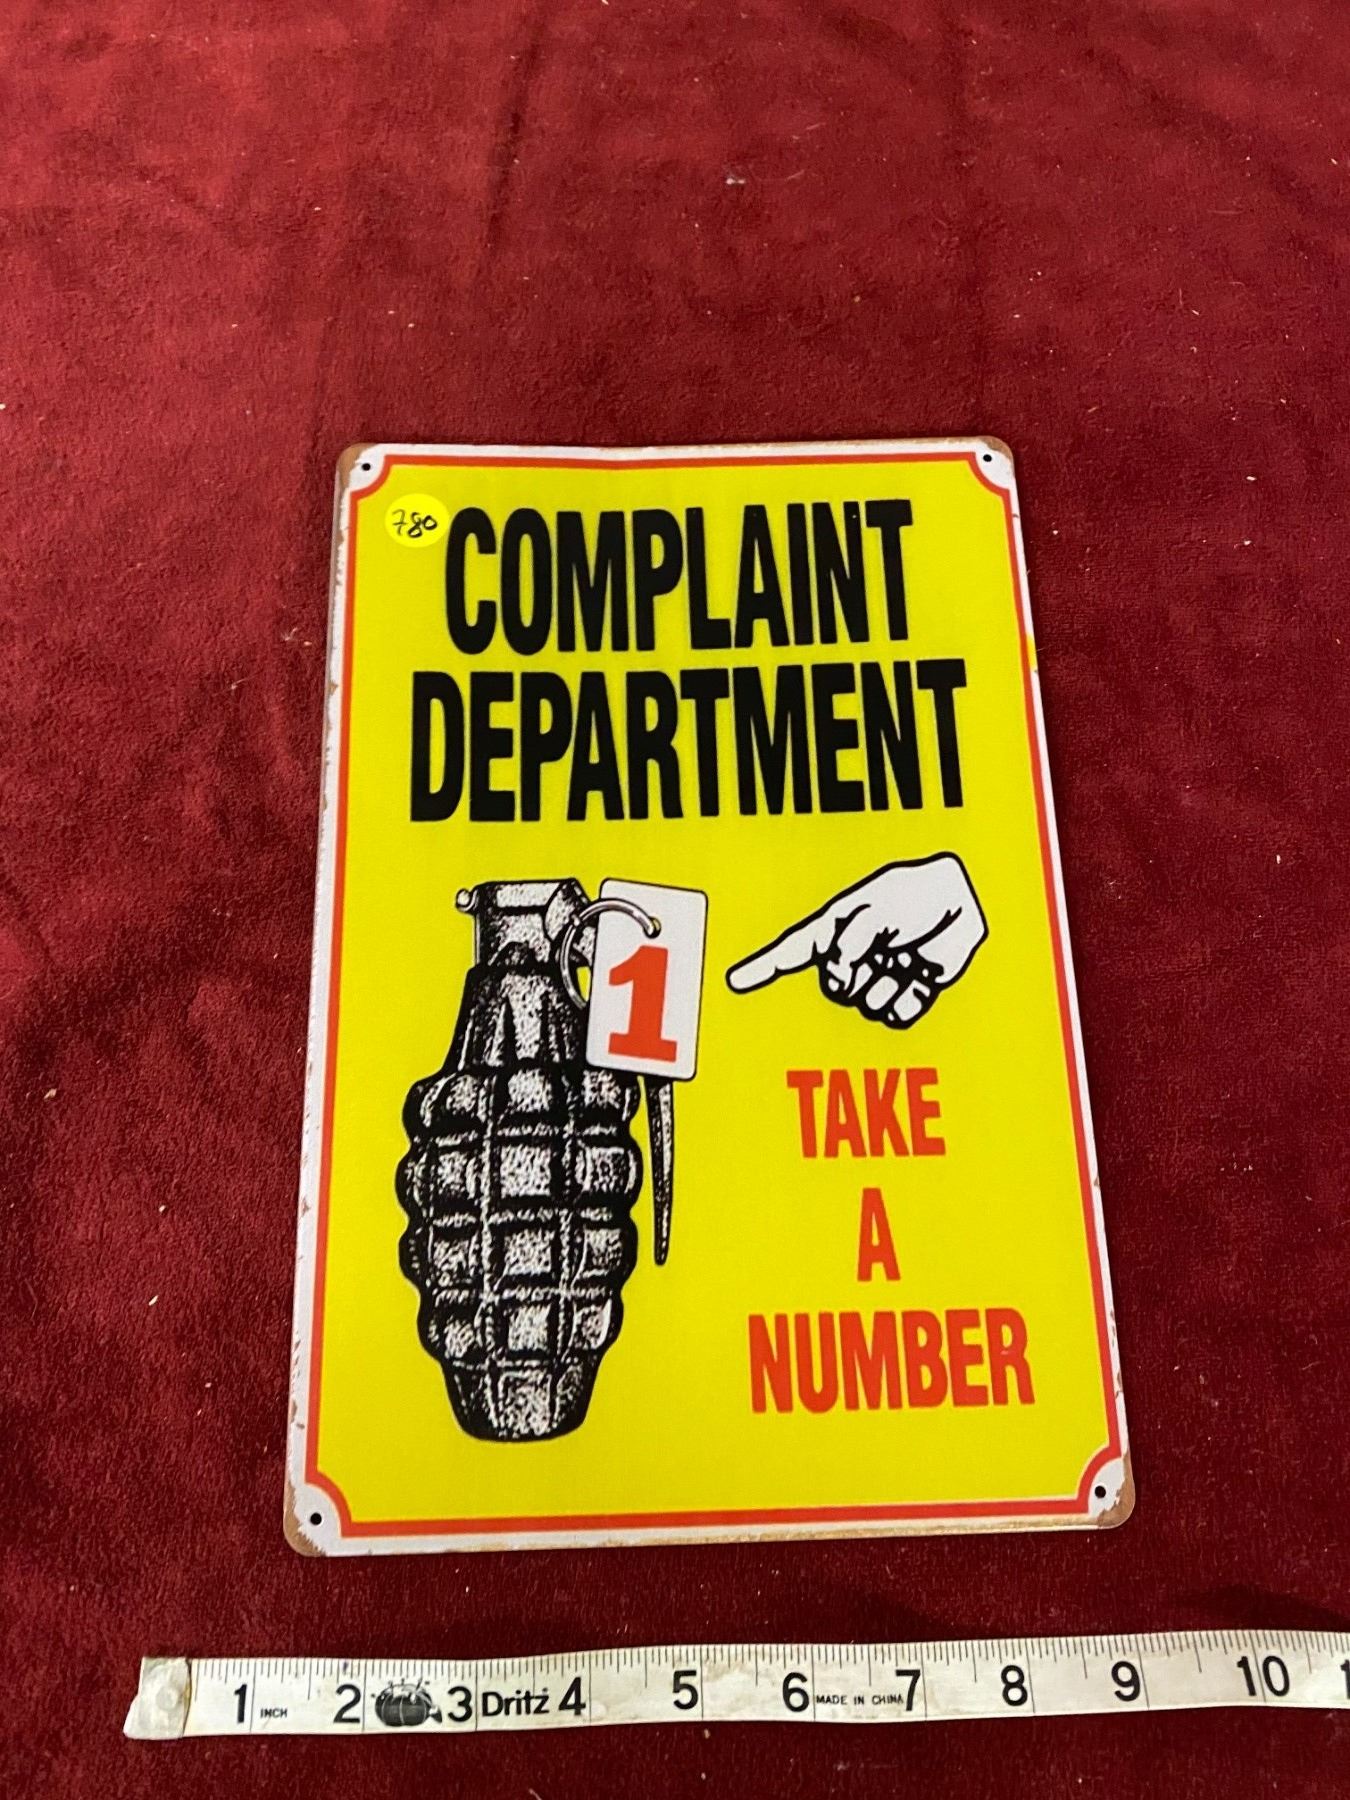 780
COMPLAINT
DEPARTMENT
1
TAKE
A
NUMBER
1 INCH 2 3 Dritz 4 5 6 MADE IN CHINA 7 8 9 10 1